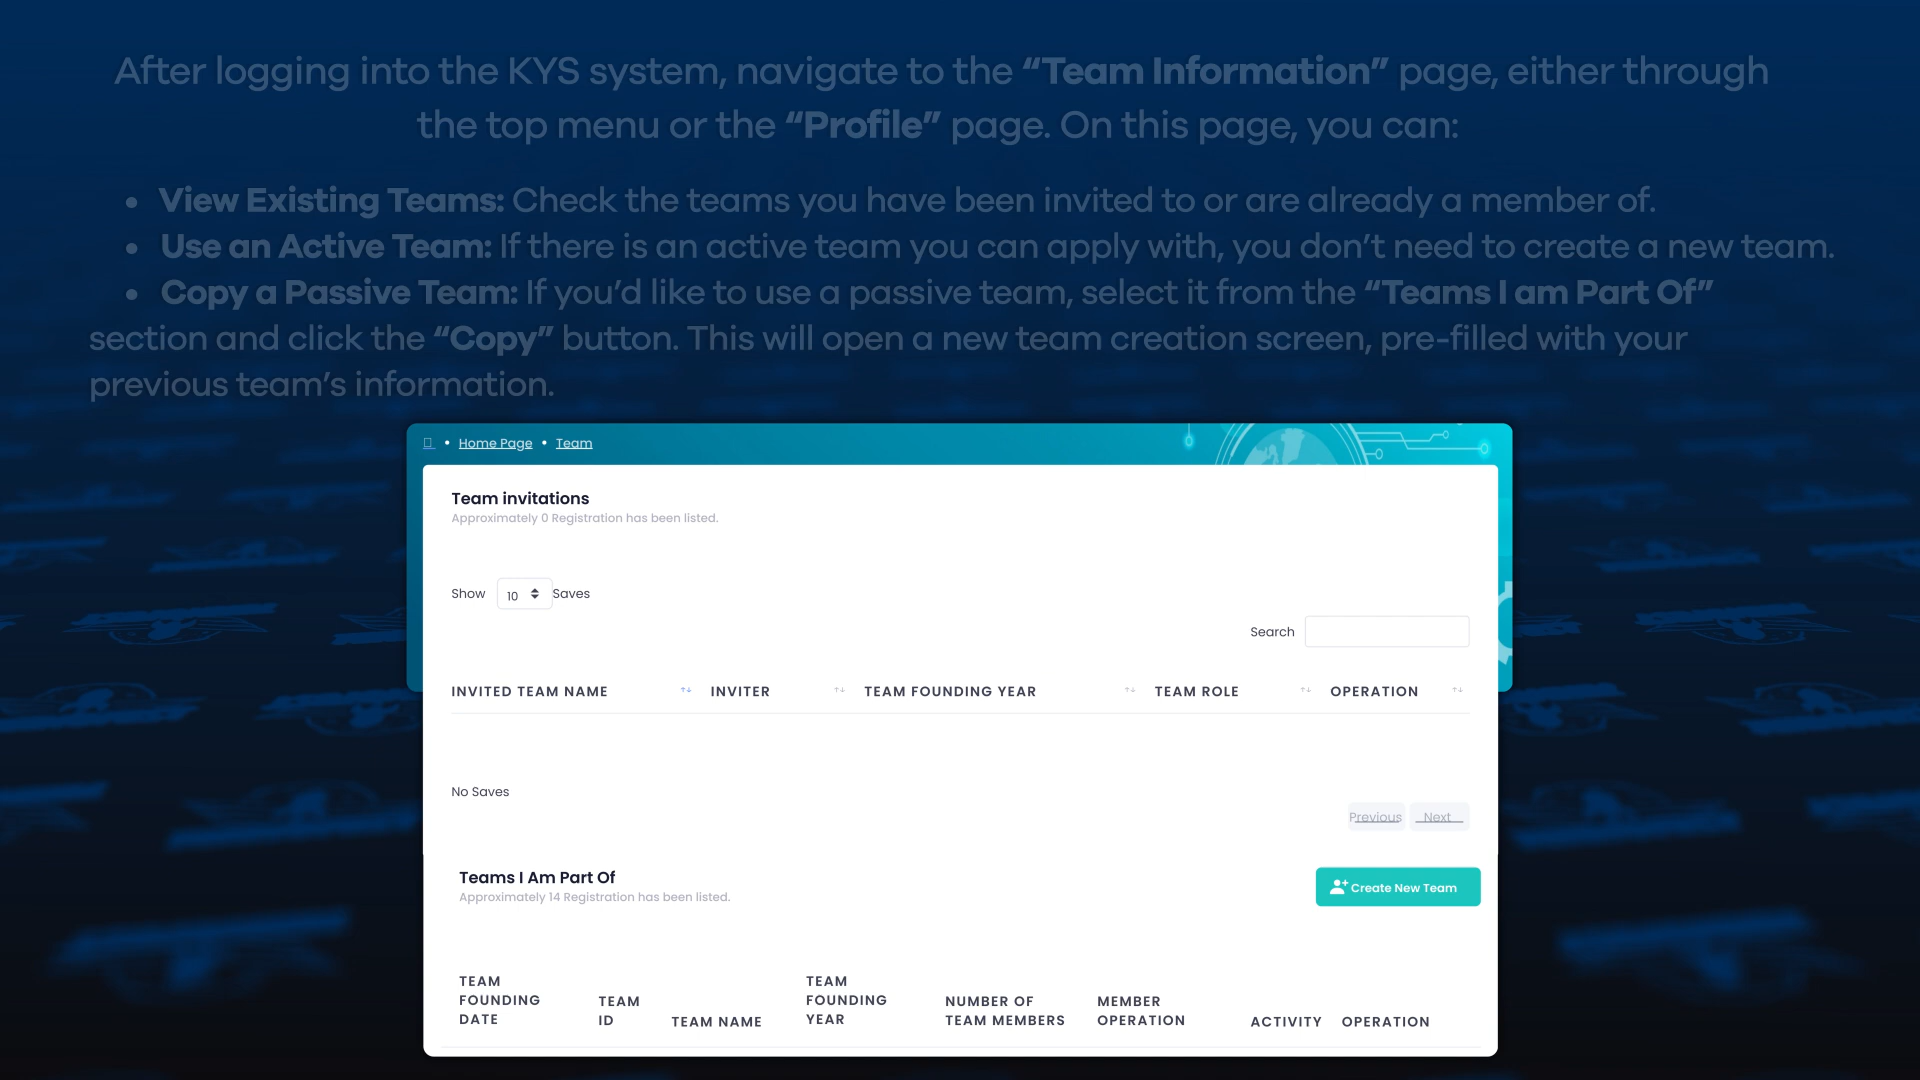 After logging into the KYS system, navigate to the “Team Information” page, either through
the top menu or the “Profile” page. On this page, you can:
• View Existing Teams: Check the teams you have been invited to or are already a member of.
• Use an Active Team: If there is an active team you can apply with, you don’t need to create a new team.
• Copy a Passive Team: If you’d like to use a passive team, select it from the “Teams I am Part Of”
section and click the “Copy” button. This will open a new team creation screen, pre-filled with your
previous team’s information.
• Home Page • Team
Team invitations
Approximately 0 Registration has been listed.
Show 10 Saves
Search
INVITED TEAM NAME INVITER TEAM FOUNDING YEAR TEAM ROLE OPERATION
No Saves
Previous Next
Teams I Am Part Of
Create New Team
Approximately 14 Registration has been listed.
TEAM FOUNDING DATE TEAM ID TEAM NAME TEAM FOUNDING YEAR NUMBER OF TEAM MEMBERS MEMBER OPERATION ACTIVITY OPERATION